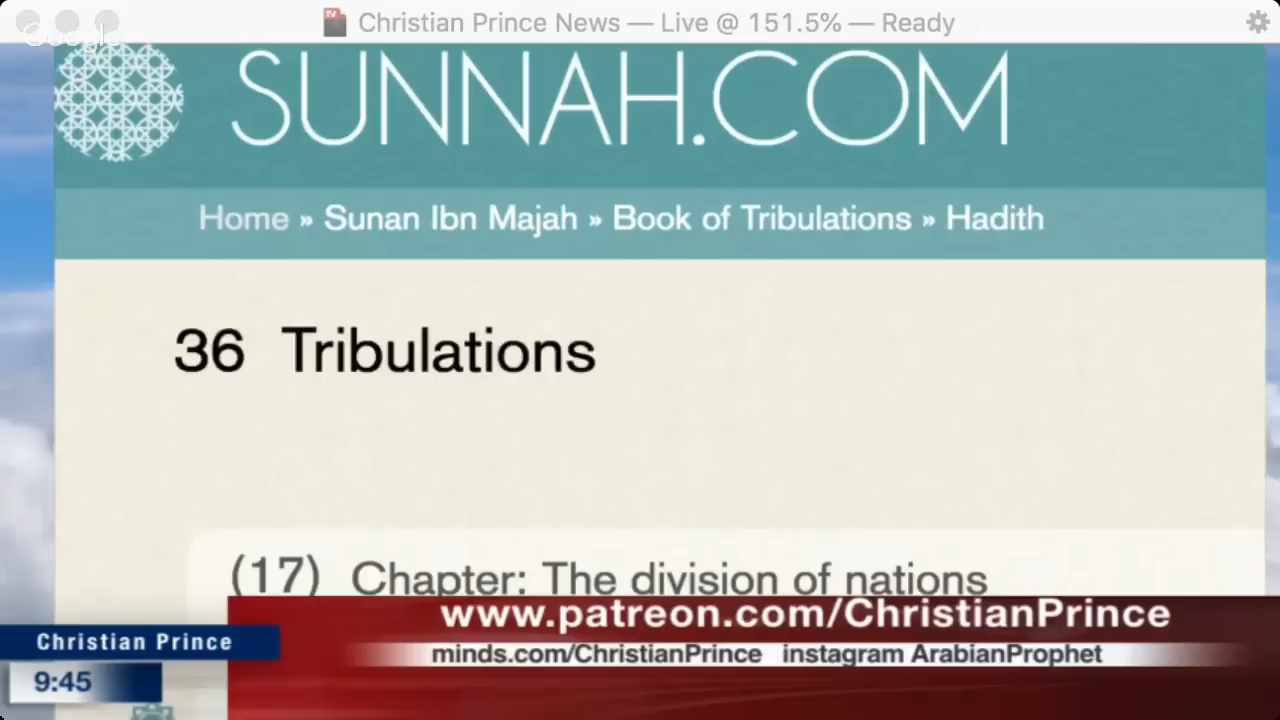 Christian Prince News — Live @ 151.5% — Ready
Google
SUNNAH.COM
Home » Sunan Ibn Majah » Book of Tribulations » Hadith
36 Tribulations
(17) Chapter: The division of nations
www.patreon.com/ChristianPrince
Christian Prince
minds.com/ChristianPrince instagram ArabianProphet
9:45